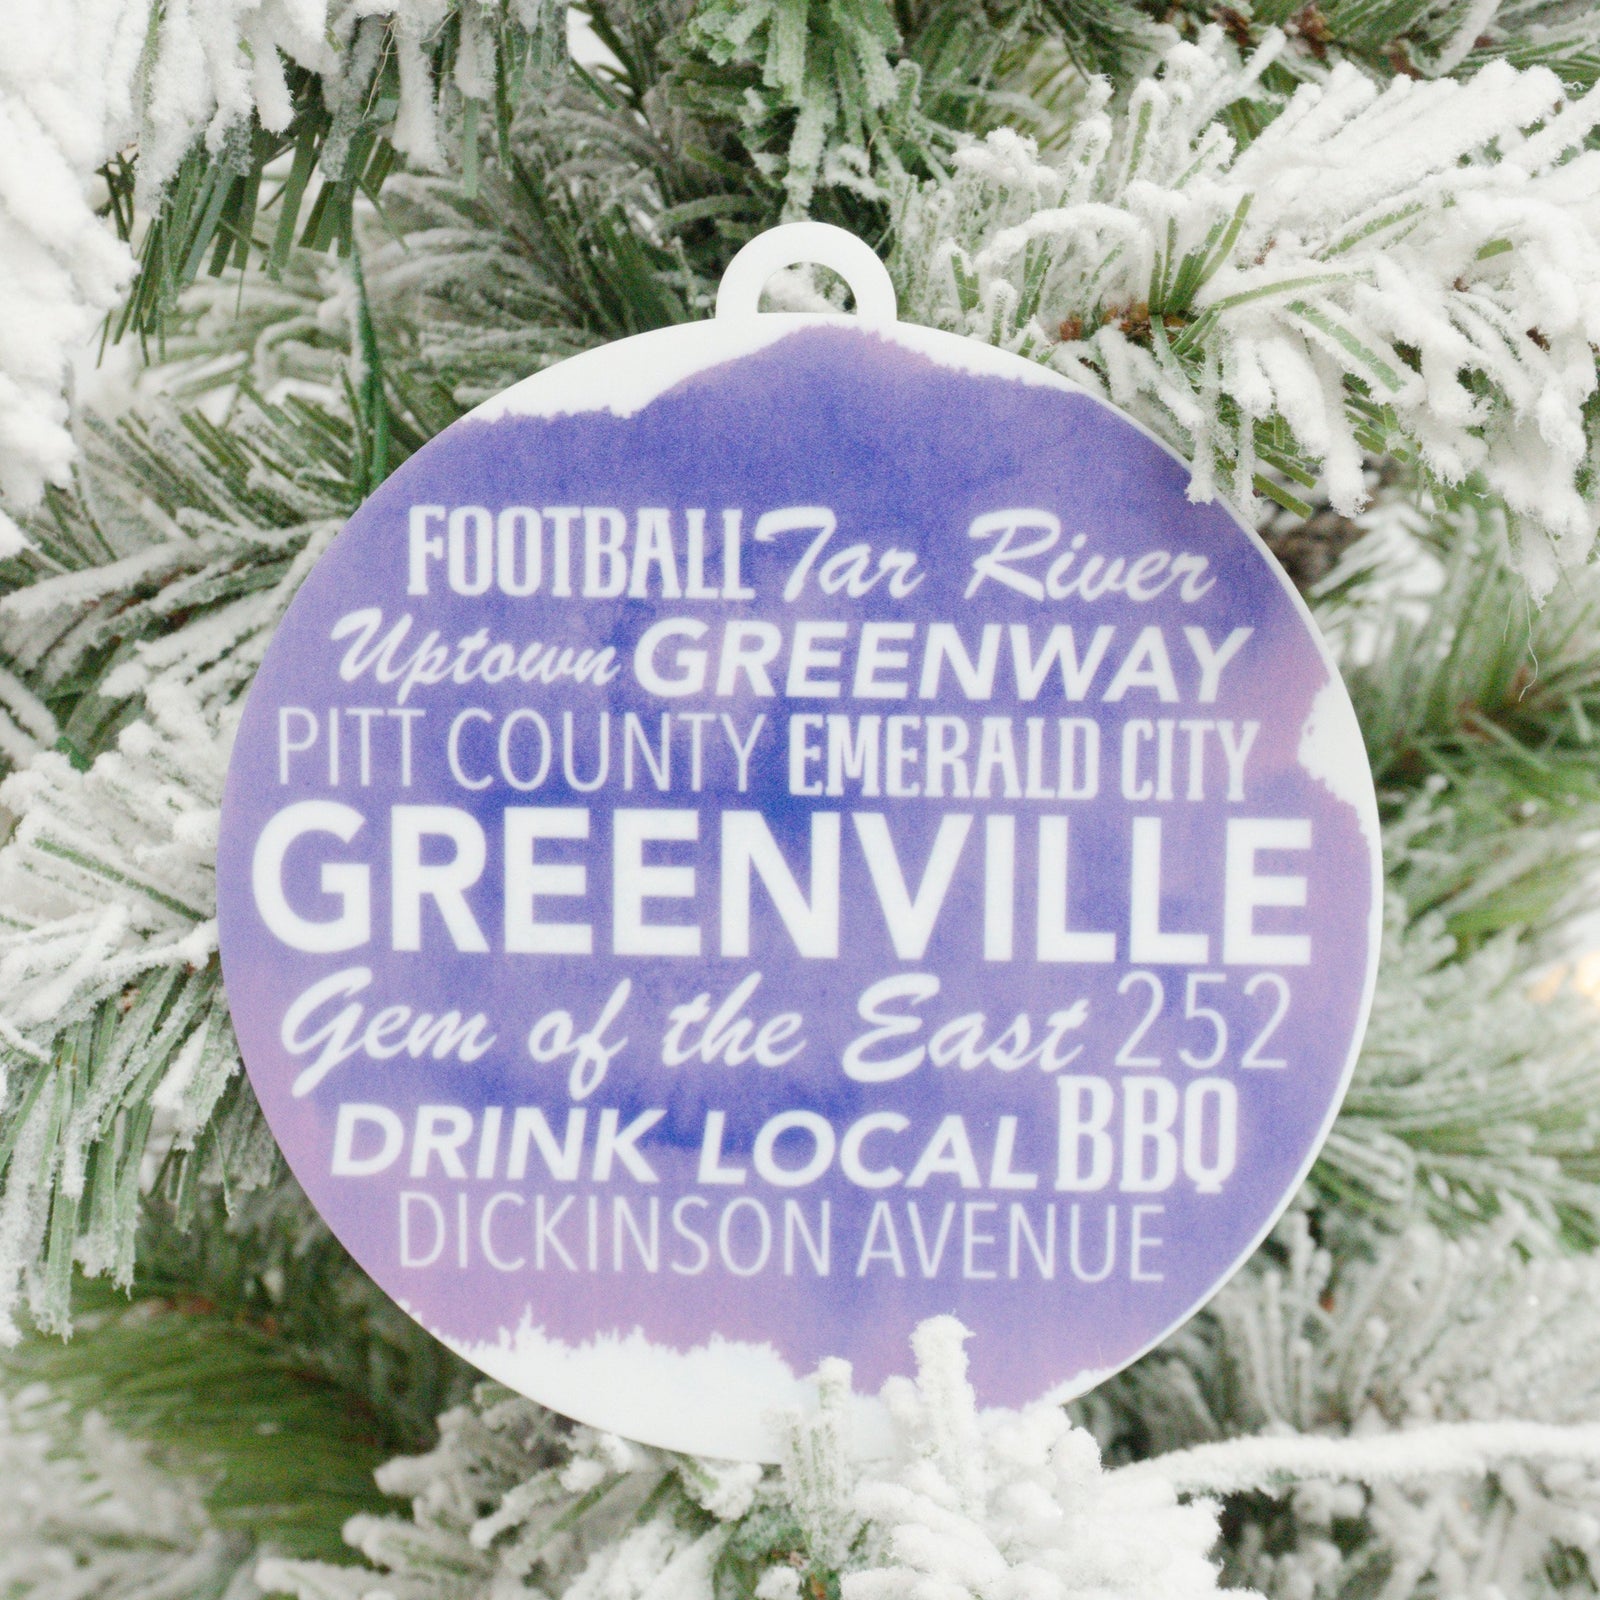 FOOTBALL Tar River
Uptown GREENWAY
PITT COUNTY EMERALD CITY
GREENVILLE
Gem of the East 252
DRINK LOCAL BBQ
DICKINSON AVENUE